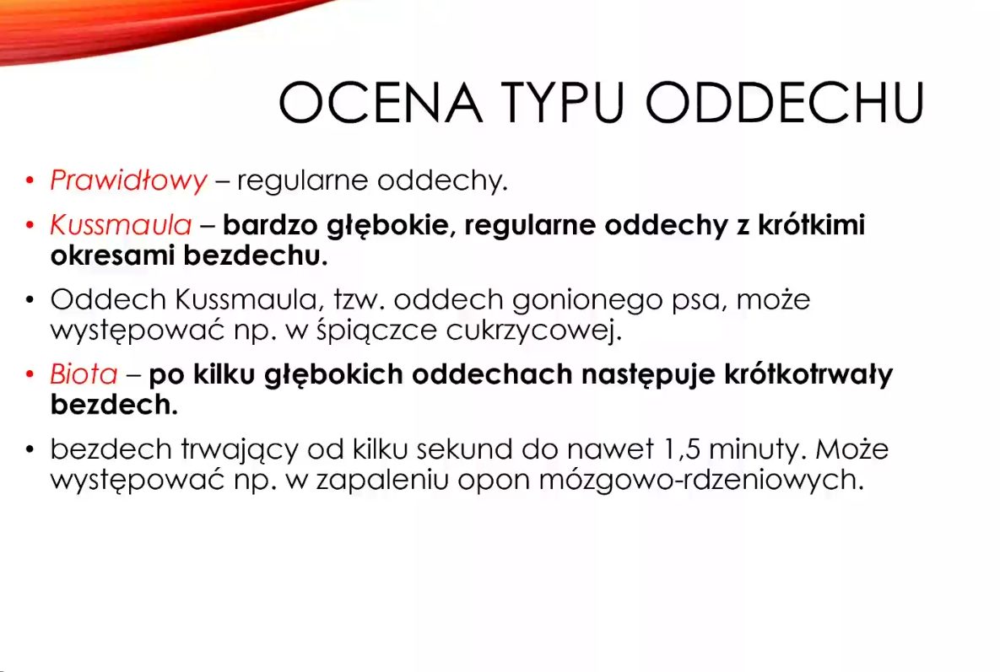 OCENA TYPU ODDECHU
• Prawidłowy – regularne oddechy.
• Kussmaula – bardzo głębokie, regularne oddechy z krótkimi
okresami bezdechu.
• Oddech Kussmaula, tzw. oddech gonionego psa, może
występować np. w śpiączce cukrzycowej.
• Biota – po kilku głębokich oddechach następuje krótkotrwały
bezdech.
• bezdech trwający od kilku sekund do nawet 1,5 minuty. Może
występować np. w zapaleniu opon mózgowo-rdzeniowych.